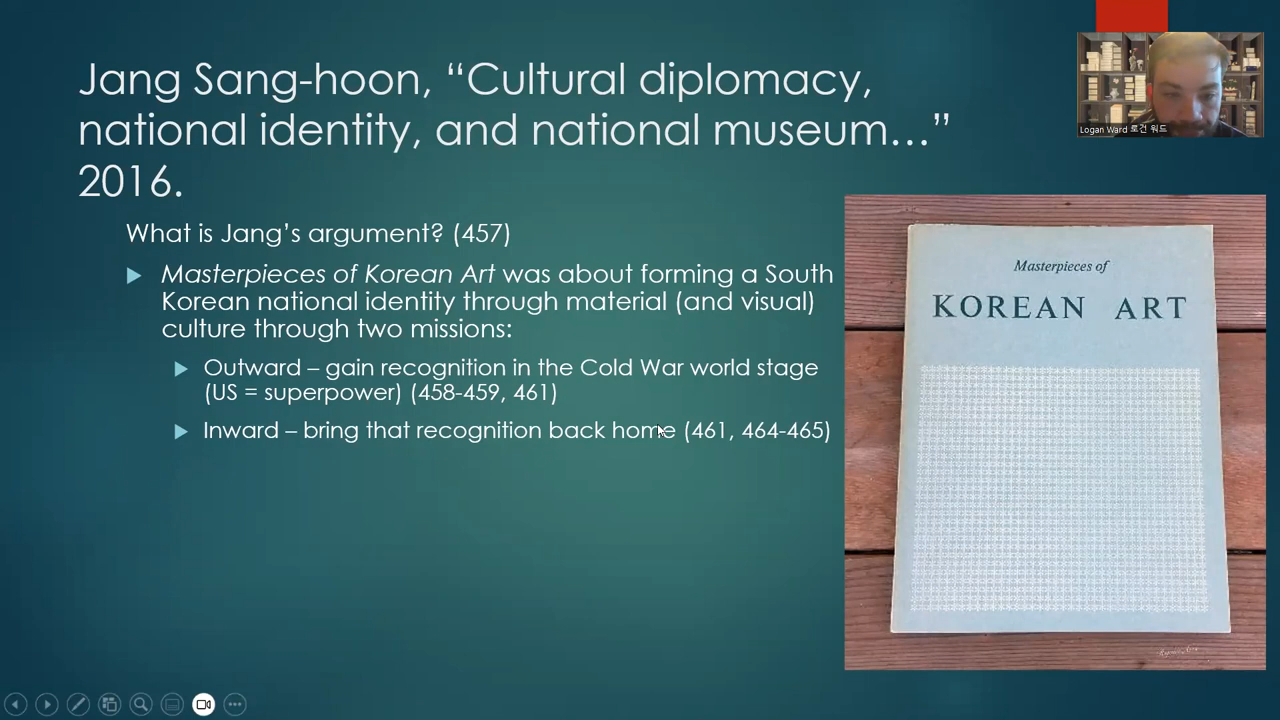 Jang Sang-hoon, “Cultural diplomacy,
national identity, and national museum…”
2016.
Logan Ward 로건 워드
What is Jang’s argument? (457)
Masterpieces of Korean Art was about forming a South
Korean national identity through material (and visual)
culture through two missions:
Outward – gain recognition in the Cold War world stage
(US = superpower) (458-459, 461)
Inward – bring that recognition back home (461, 464-465)
Masterpieces of
KOREAN ART